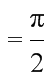 = π/2